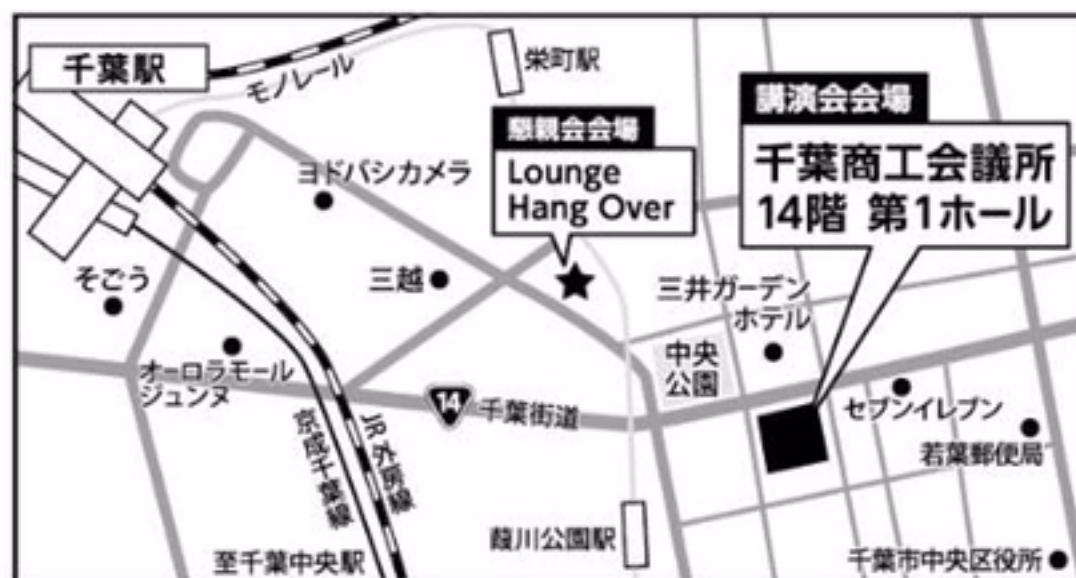 千葉駅
モノレール
栄町駅
懇親会会場
Lounge
Hang Over
講演会会場
千葉商工会議所
14階 第1ホール
ヨドバシカメラ
そごう
三越
三井ガーデン
ホテル
オーロラモール
ジュンヌ
中央
公園
14
千葉街道
セブンイレブン
若葉郵便局
JR外房線
京成千葉線
葭川公園駅
至千葉中央駅
千葉市中央区役所